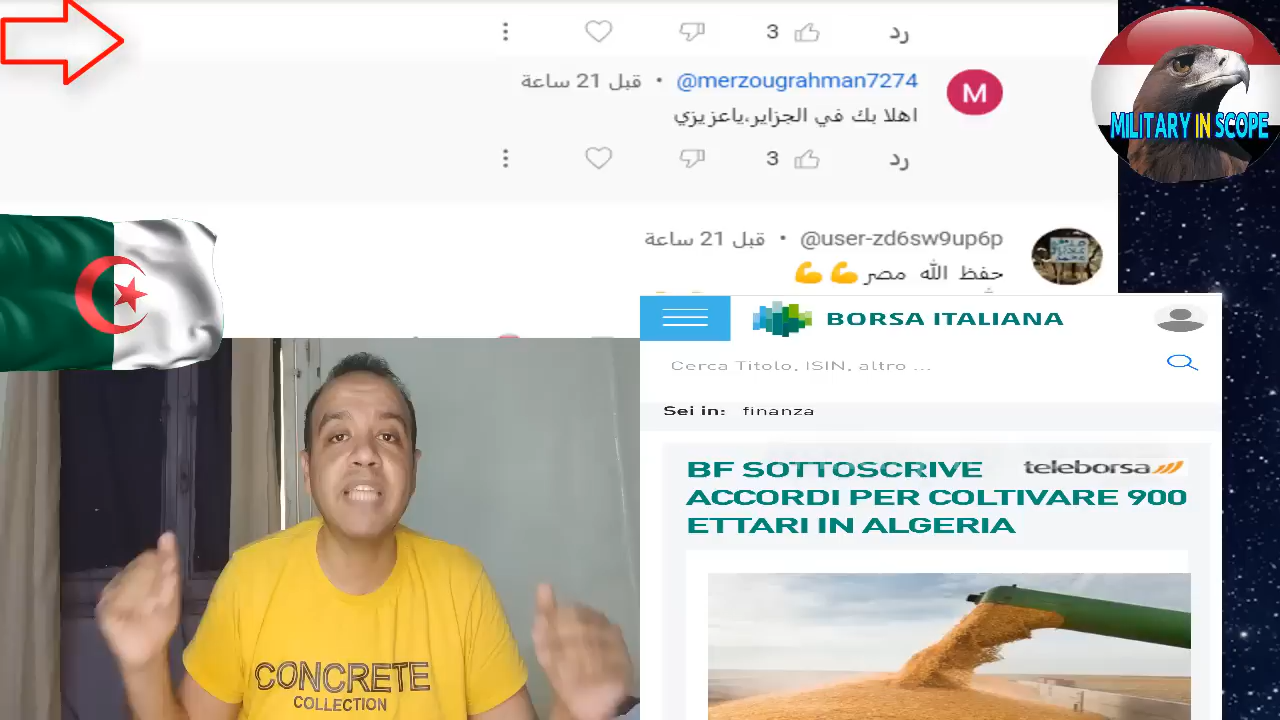 رد 3
@merzougrahman7274 • قبل 21 ساعة
اهلا بك في الجزاير،ياعزيزي
رد 3
@user-zd6sw9up6p • قبل 21 ساعة
حفظ الله مصر💪💪
M
MILITARY IN SCOPE
BORSA ITALIANA
Cerca Titolo, ISIN, altro ...
Sei in: finanza
BF SOTTOSCRIVE
teleborsa
ACCORDI PER COLTIVARE 900
ETTARI IN ALGERIA
CONCRETE
COLLECTION